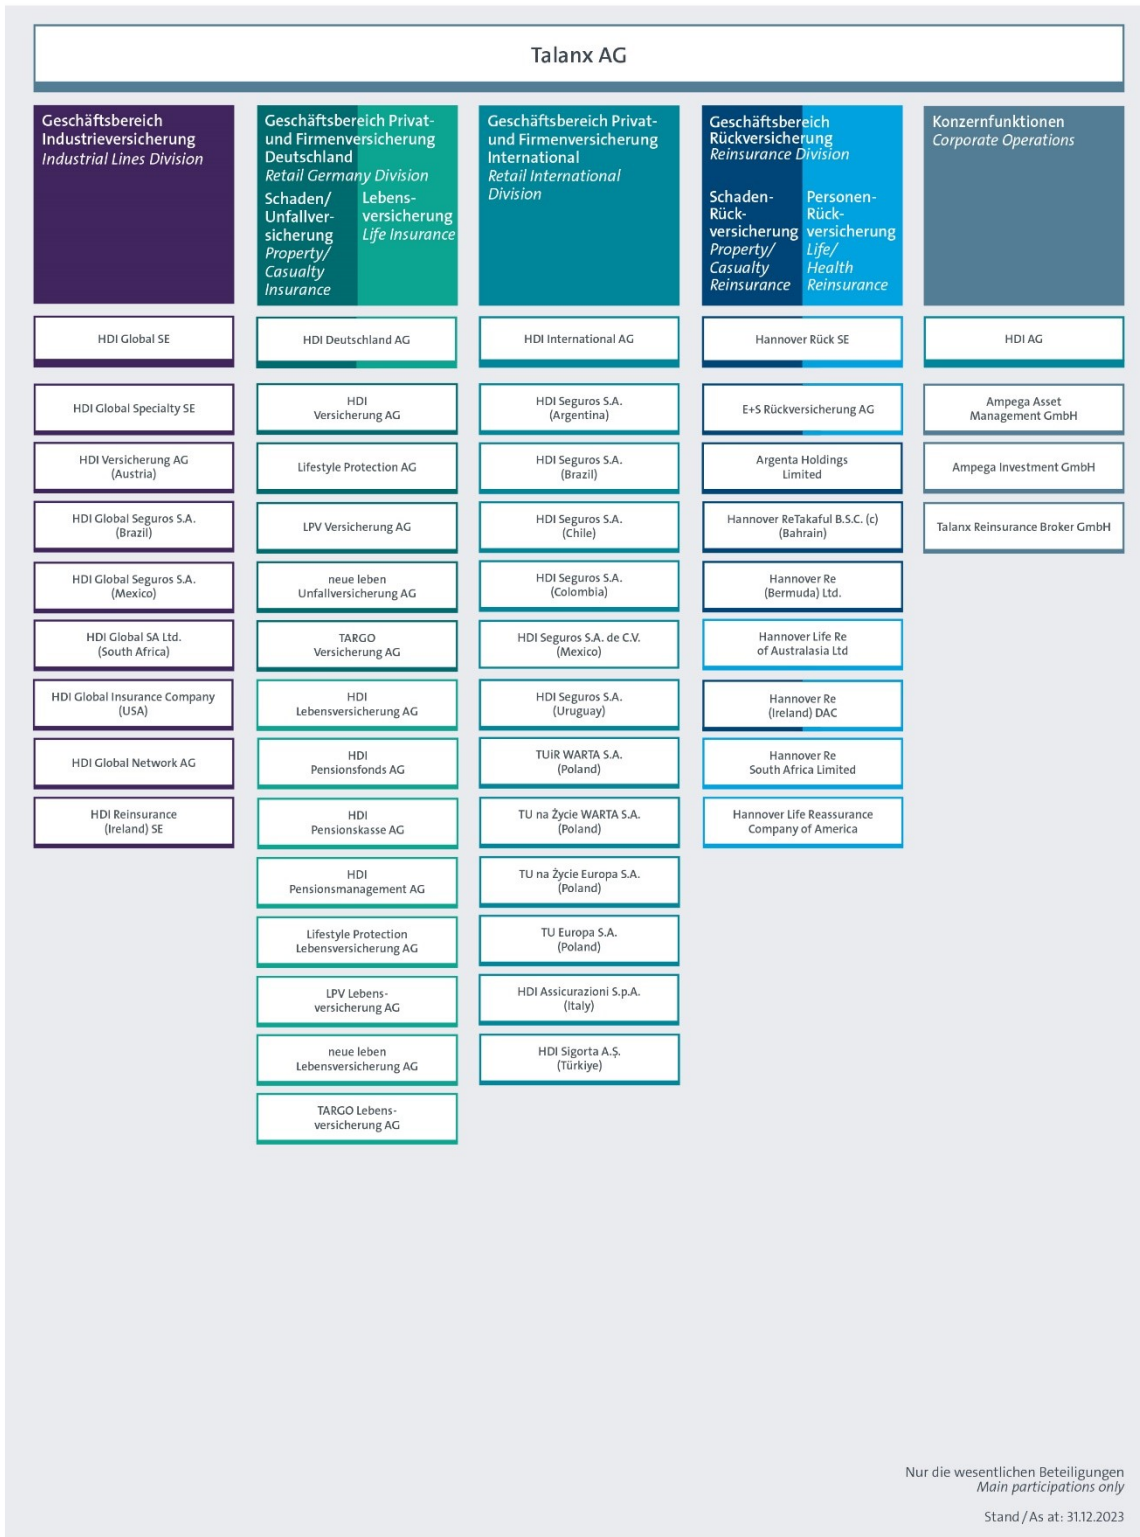 Talanx AG
Geschäftsbereich
Industrieversicherung
Industrial Lines Division
Geschäftsbereich Privat-
und Firmenversicherung
Deutschland
Retail Germany Division
Schaden/
Unfallver-
sicherung
Property/
Casualty
Insurance
Lebens-
versicherung
Life Insurance
Geschäftsbereich Privat-
und Firmenversicherung
International
Retail International
Division
Geschäftsbereich
Rückversicherung
Reinsurance Division
Schaden-
Rück-
versicherung
Property/
Casualty
Reinsurance
Personen-
Rück-
versicherung
Life/
Health
Reinsurance
Konzernfunktionen
Corporate Operations
HDI Global SE
HDI Global Specialty SE
HDI Versicherung AG
(Austria)
HDI Global Seguros S.A.
(Brazil)
HDI Global Seguros S.A.
(Mexico)
HDI Global SA Ltd.
(South Africa)
HDI Global Insurance Company
(USA)
HDI Global Network AG
HDI Reinsurance
(Ireland) SE
HDI Deutschland AG
HDI
Versicherung AG
Lifestyle Protection AG
LPV Versicherung AG
neue leben
Unfallversicherung AG
TARGO
Versicherung AG
HDI
Lebensversicherung AG
HDI
Pensionsfonds AG
HDI
Pensionskasse AG
HDI
Pensionsmanagement AG
Lifestyle Protection
Lebensversicherung AG
LPV Lebens-
versicherung AG
neue leben
Lebensversicherung AG
TARGO Lebens-
versicherung AG
HDI International AG
HDI Seguros S.A.
(Argentina)
HDI Seguros S.A.
(Brazil)
HDI Seguros S.A.
(Chile)
HDI Seguros S.A.
(Colombia)
HDI Seguros S.A. de C.V.
(Mexico)
HDI Seguros S.A.
(Uruguay)
TUiR WARTA S.A.
(Poland)
TU na Życie WARTA S.A.
(Poland)
TU na Życie Europa S.A.
(Poland)
TU Europa S.A.
(Poland)
HDI Assicurazioni S.p.A.
(Italy)
HDI Sigorta A.Ş.
(Türkiye)
Hannover Rück SE
E+S Rückversicherung AG
Argenta Holdings
Limited
Hannover ReTakaful B.S.C. (c)
(Bahrain)
Hannover Re
(Bermuda) Ltd.
Hannover Life Re
of Australasia Ltd
Hannover Re
(Ireland) DAC
Hannover Re
South Africa Limited
Hannover Life Reassurance
Company of America
HDI AG
Ampega Asset
Management GmbH
Ampega Investment GmbH
Talanx Reinsurance Broker GmbH
Nur die wesentlichen Beteiligungen
Main participations only
Stand / As at: 31.12.2023